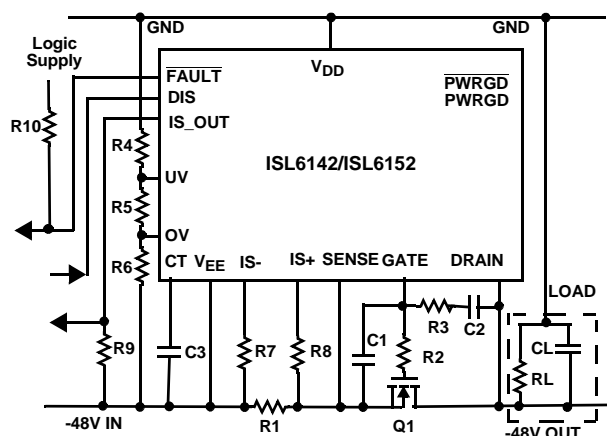 GND
GND
Logic
Supply
FAULT
VDD
PWRGD
PWRGD
DIS
IS_OUT
R10
R4
ISL6142/ISL6152
UV
R5
OV
R6
CT
VEE
IS-
IS+
SENSE
GATE
DRAIN
LOAD
R3
C2
R9
C3
R7
R8
C1
R2
CL
RL
-48V IN
R1
Q1
-48V OUT